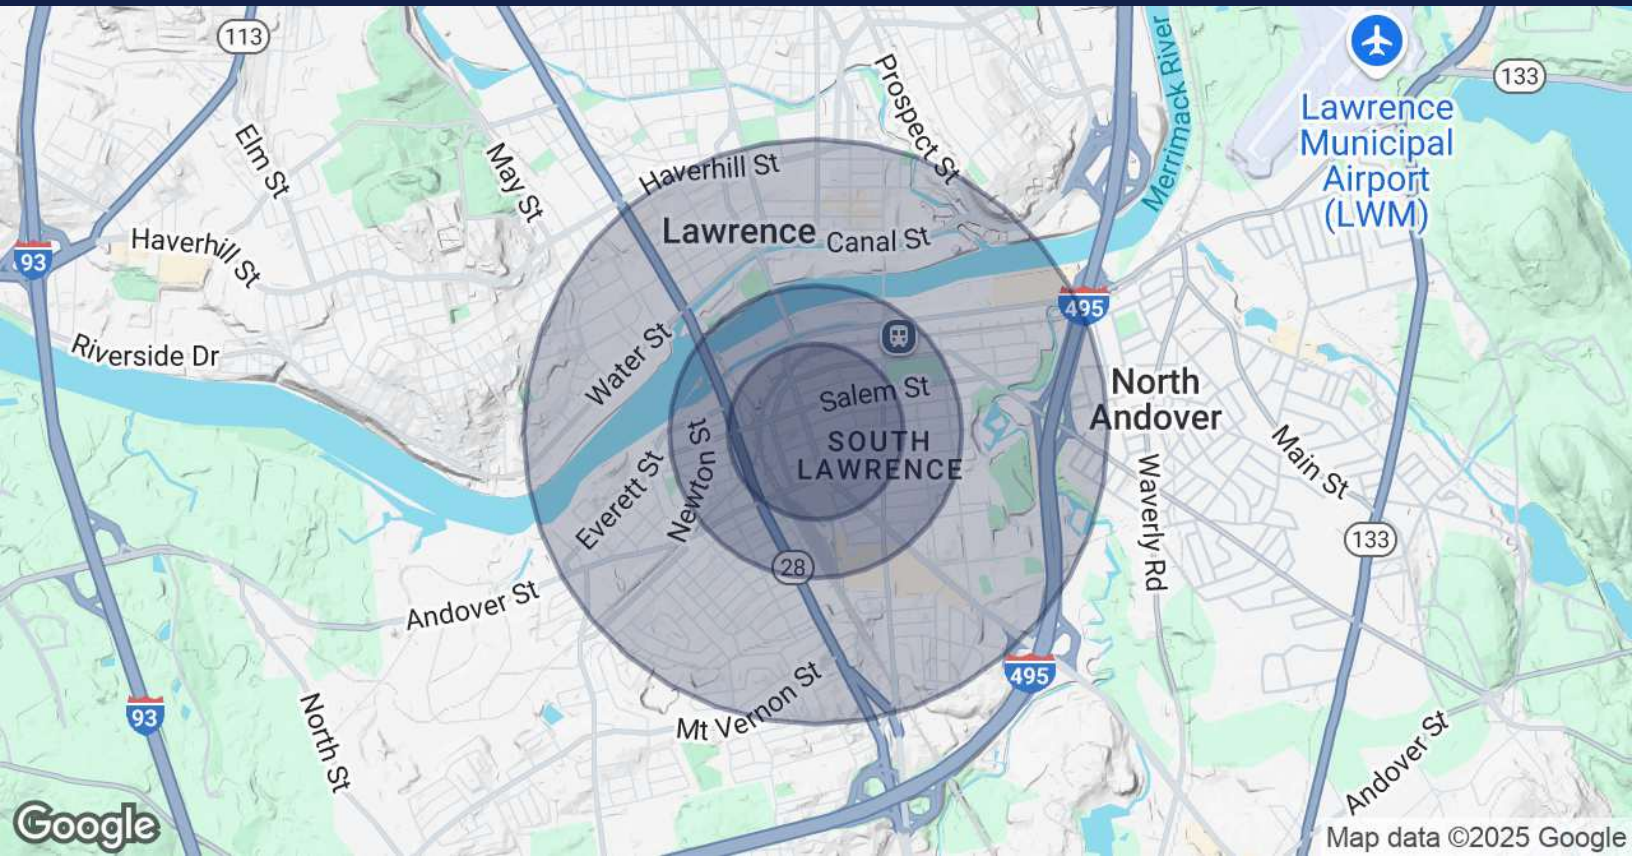 113
133
Prospect St
Merrimack River
Lawrence
Municipal
Airport
(LWM)
Elm St
May St
Haverhill St
Lawrence
Canal St
Haverhill St
93
495
Riverside Dr
Water St
Salem St
North
Andover
SOUTH
LAWRENCE
Newton St
Everett St
Main St
Waverly Rd
133
28
Andover St
495
Mt Vernon St
93
North St
Andover St
Google
Map data ©2025 Google